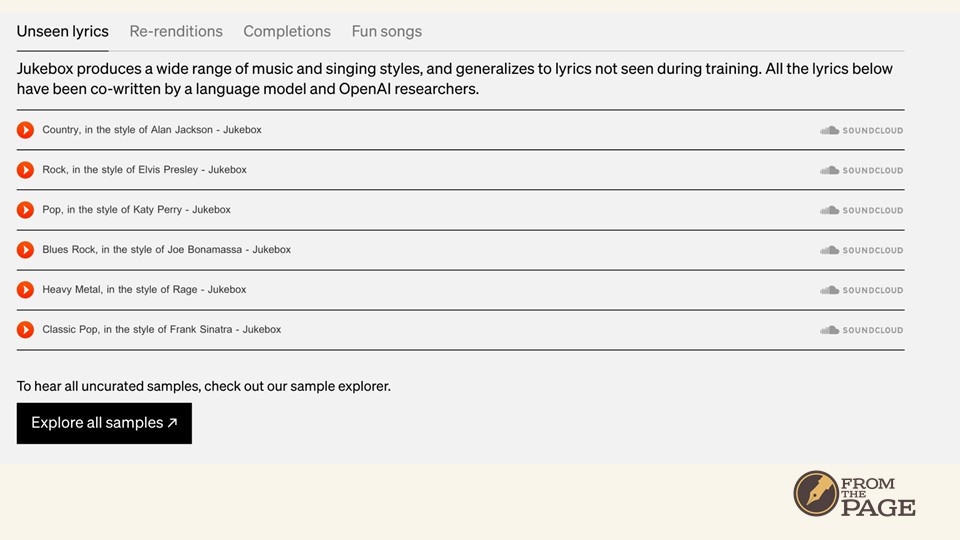 Unseen lyrics Re-renditions Completions Fun songs
Jukebox produces a wide range of music and singing styles, and generalizes to lyrics not seen during training. All the lyrics below
have been co-written by a language model and OpenAI researchers.
Country, in the style of Alan Jackson - Jukebox SOUNDCLOUD
Rock, in the style of Elvis Presley - Jukebox SOUNDCLOUD
Pop, in the style of Katy Perry - Jukebox SOUNDCLOUD
Blues Rock, in the style of Joe Bonamassa - Jukebox SOUNDCLOUD
Heavy Metal, in the style of Rage - Jukebox SOUNDCLOUD
Classic Pop, in the style of Frank Sinatra - Jukebox SOUNDCLOUD
To hear all uncurated samples, check out our sample explorer.
Explore all samples ↗
FROM
THE
PAGE